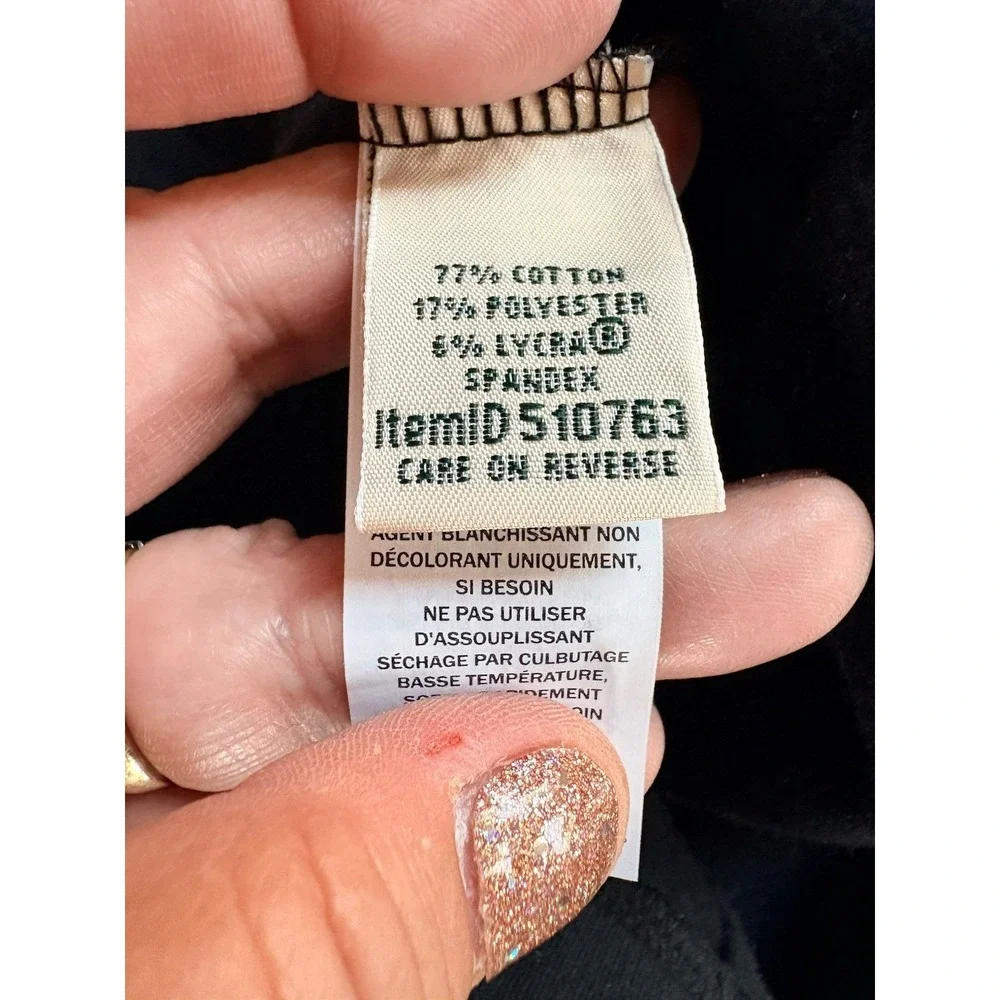 77% COTTON
17% POLYESTER
6% LYCRA®
SPANDEX
ItemID 510763
CARE ON REVERSE
AGENT BLANCHISSANT NON
DÉCOLORANT UNIQUEMENT,
SI BESOIN
NE PAS UTILISER
D'ASSOUPLISSANT
SÉCHAGE PAR CULBUTAGE
BASSE TEMPÉRATURE,